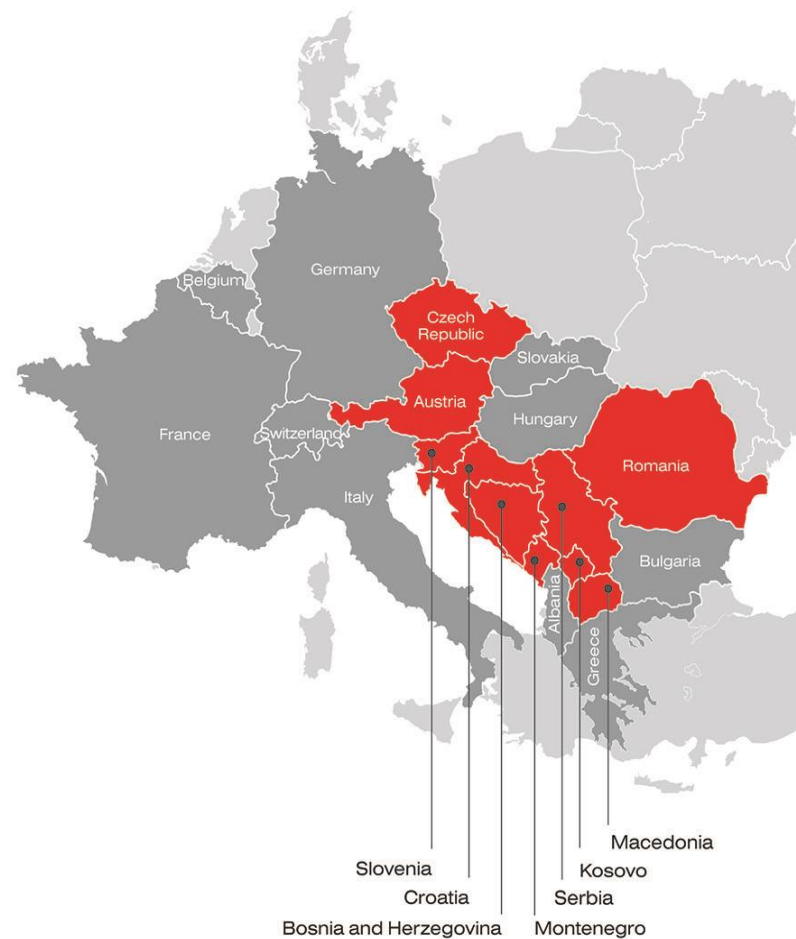 Germany
Belgium
Czech
Republic
Slovakia
Austria
Hungary
France
Switzerland
Romania
Italy
Bulgaria
Albania
Greece
Macedonia
Slovenia
Kosovo
Croatia
Serbia
Bosnia and Herzegovina
Montenegro